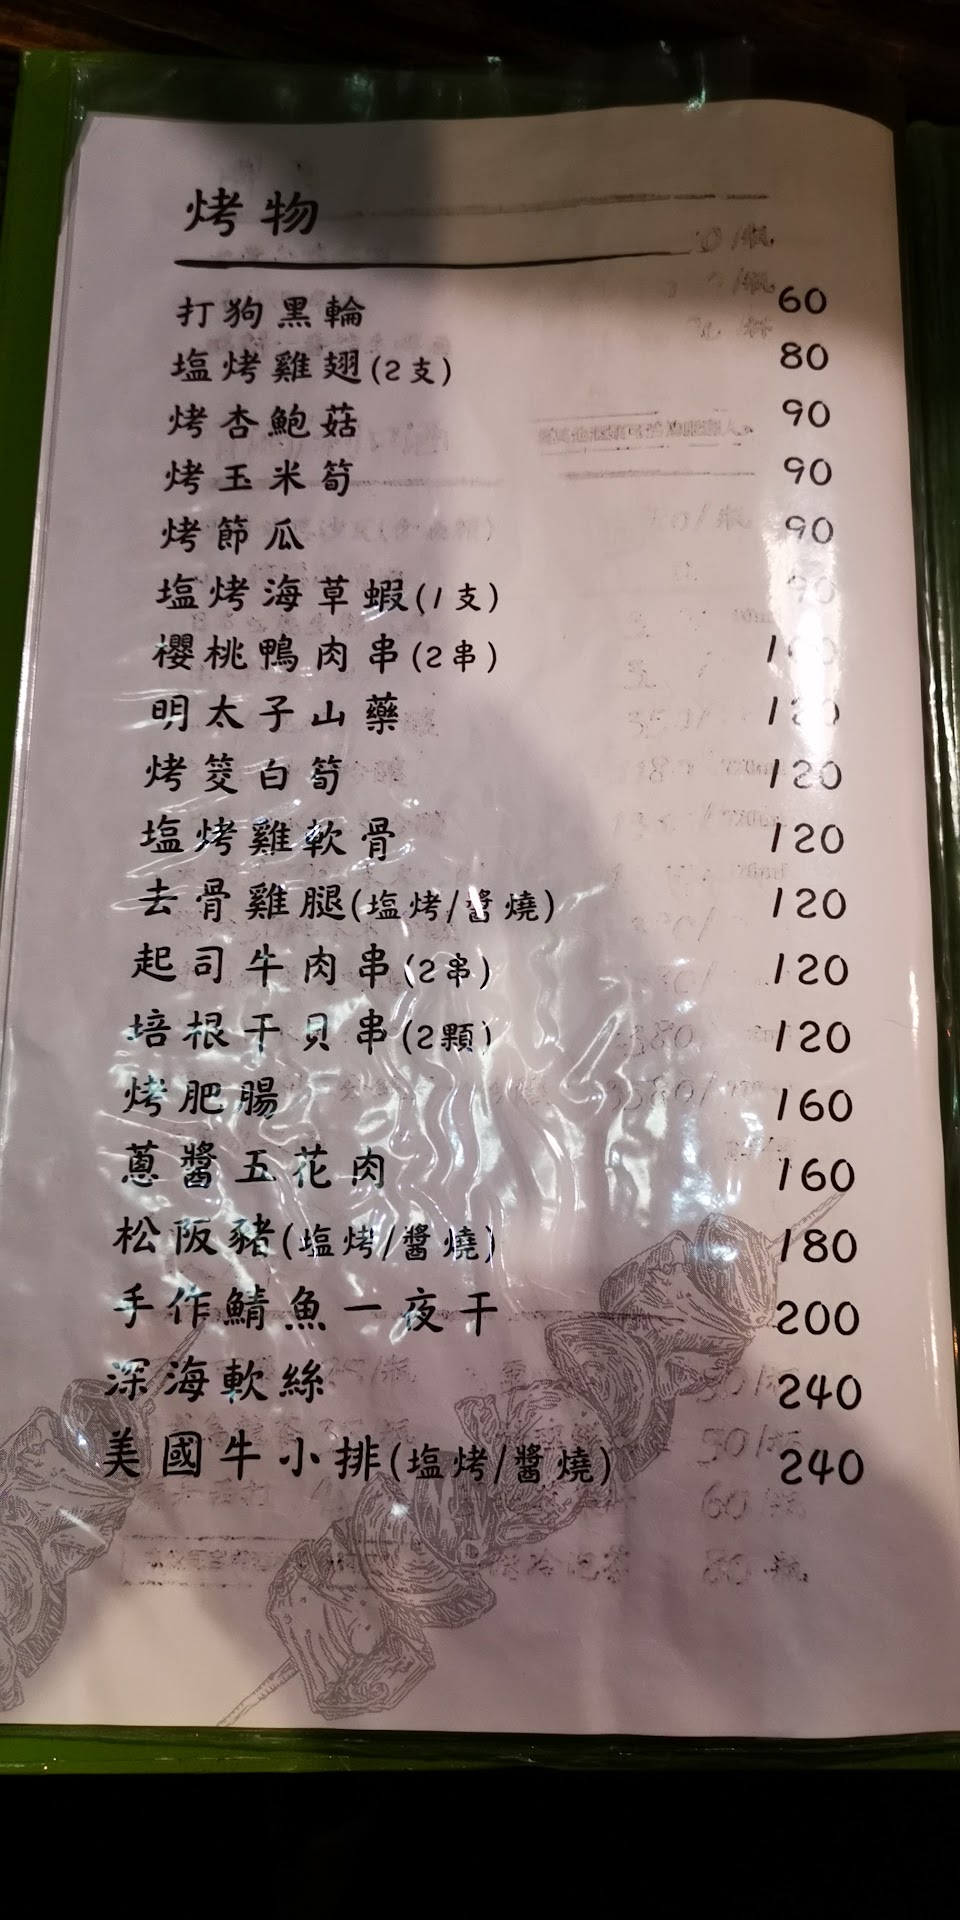 烤物
打狗黑輪 60
塩烤雞翅(2支) 80
烤杏鮑菇 90
烤玉米筍 90
烤節瓜 90
塩烤海草蝦(1支) 90
櫻桃鴨肉串(2串)
明太子山藥 120
烤筊白筍 120
塩烤雞軟骨 120
去骨雞腿(塩烤/醬燒) 120
起司牛肉串(2串) 120
培根干貝串(2顆) 120
烤肥腸 160
蔥醬五花肉 160
松阪豬(塩烤/醬燒) 180
手作鯖魚一夜干 200
深海軟絲 240
美國牛小排(塩烤/醬燒) 240